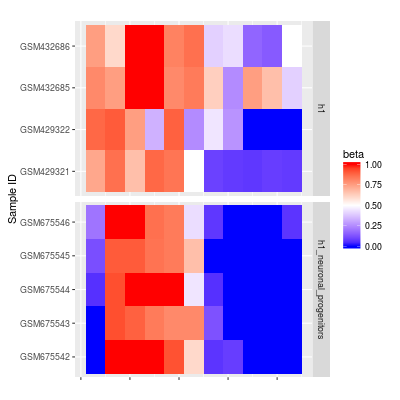 GSM432686
GSM432685
GSM429322
GSM429321
h1
GSM675546
GSM675545
GSM675544
GSM675543
GSM675542
h1_neuronal_progenitors
Sample ID
beta
1.00
0.75
0.50
0.25
0.00